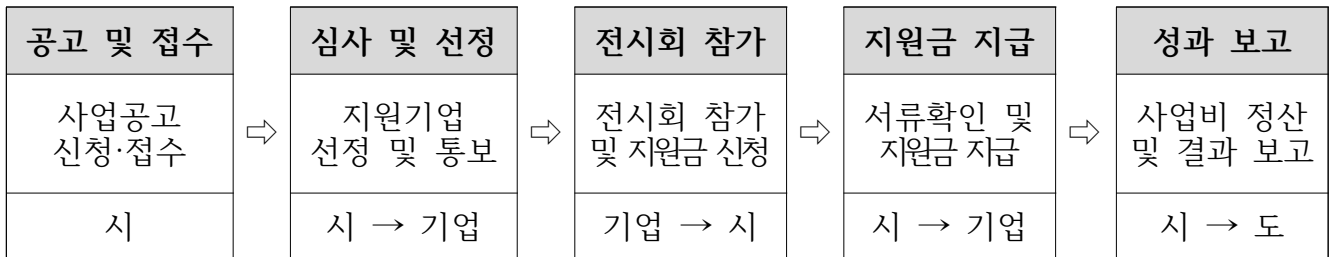 공고 및 접수
사업공고
신청·접수
시
⇨
심사 및 선정
지원기업
선정 및 통보
시 → 기업
⇨
전시회 참가
전시회 참가
및 지원금 신청
기업 → 시
⇨
지원금 지급
서류확인 및
지원금 지급
시 → 기업
⇨
성과 보고
사업비 정산
및 결과 보고
시 → 도